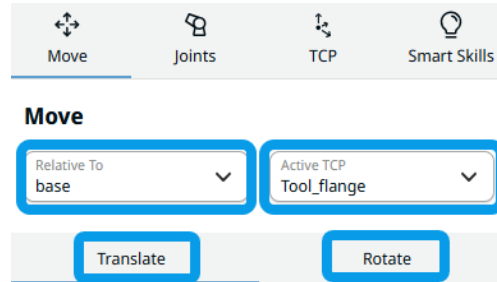 Move Joints TCP Smart Skills
Move
Relative To Active TCP
base Tool_flange
Translate Rotate